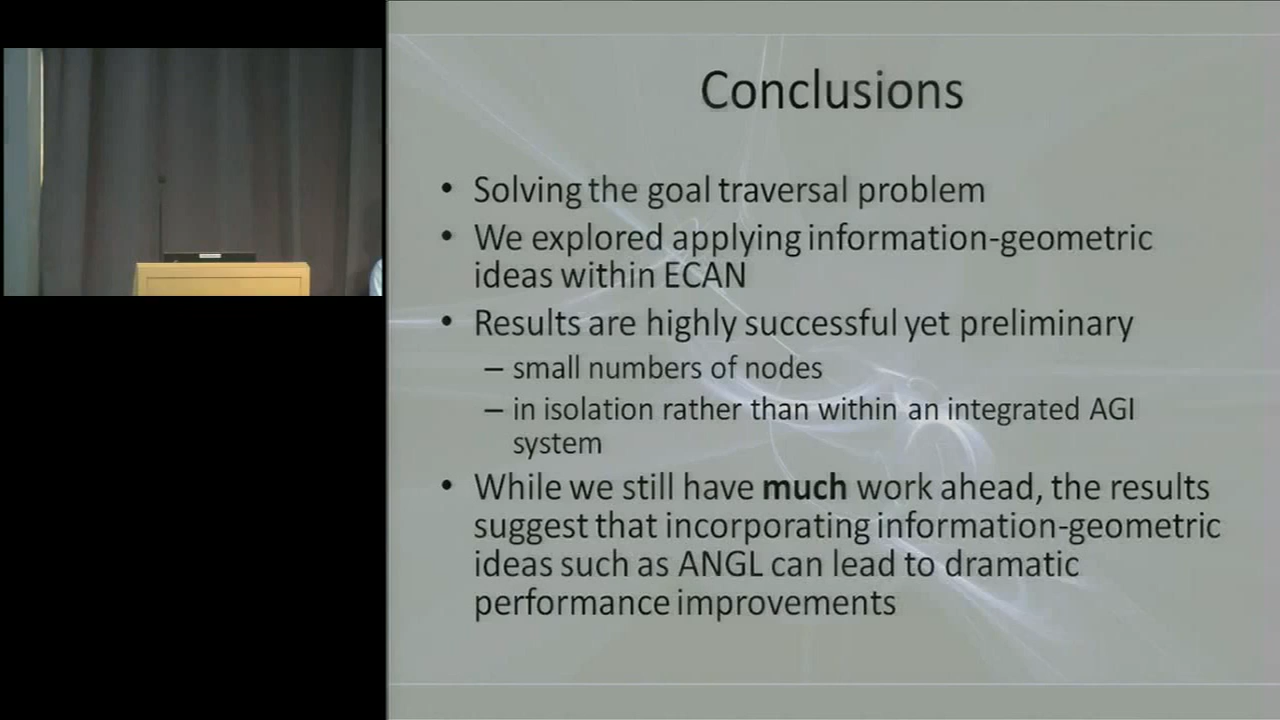 Conclusions
• Solving the goal traversal problem
• We explored applying information-geometric
ideas within ECAN
• Results are highly successful yet preliminary
– small numbers of nodes
– in isolation rather than within an integrated AGI
system
• While we still have much work ahead, the results
suggest that incorporating information-geometric
ideas such as ANGL can lead to dramatic
performance improvements